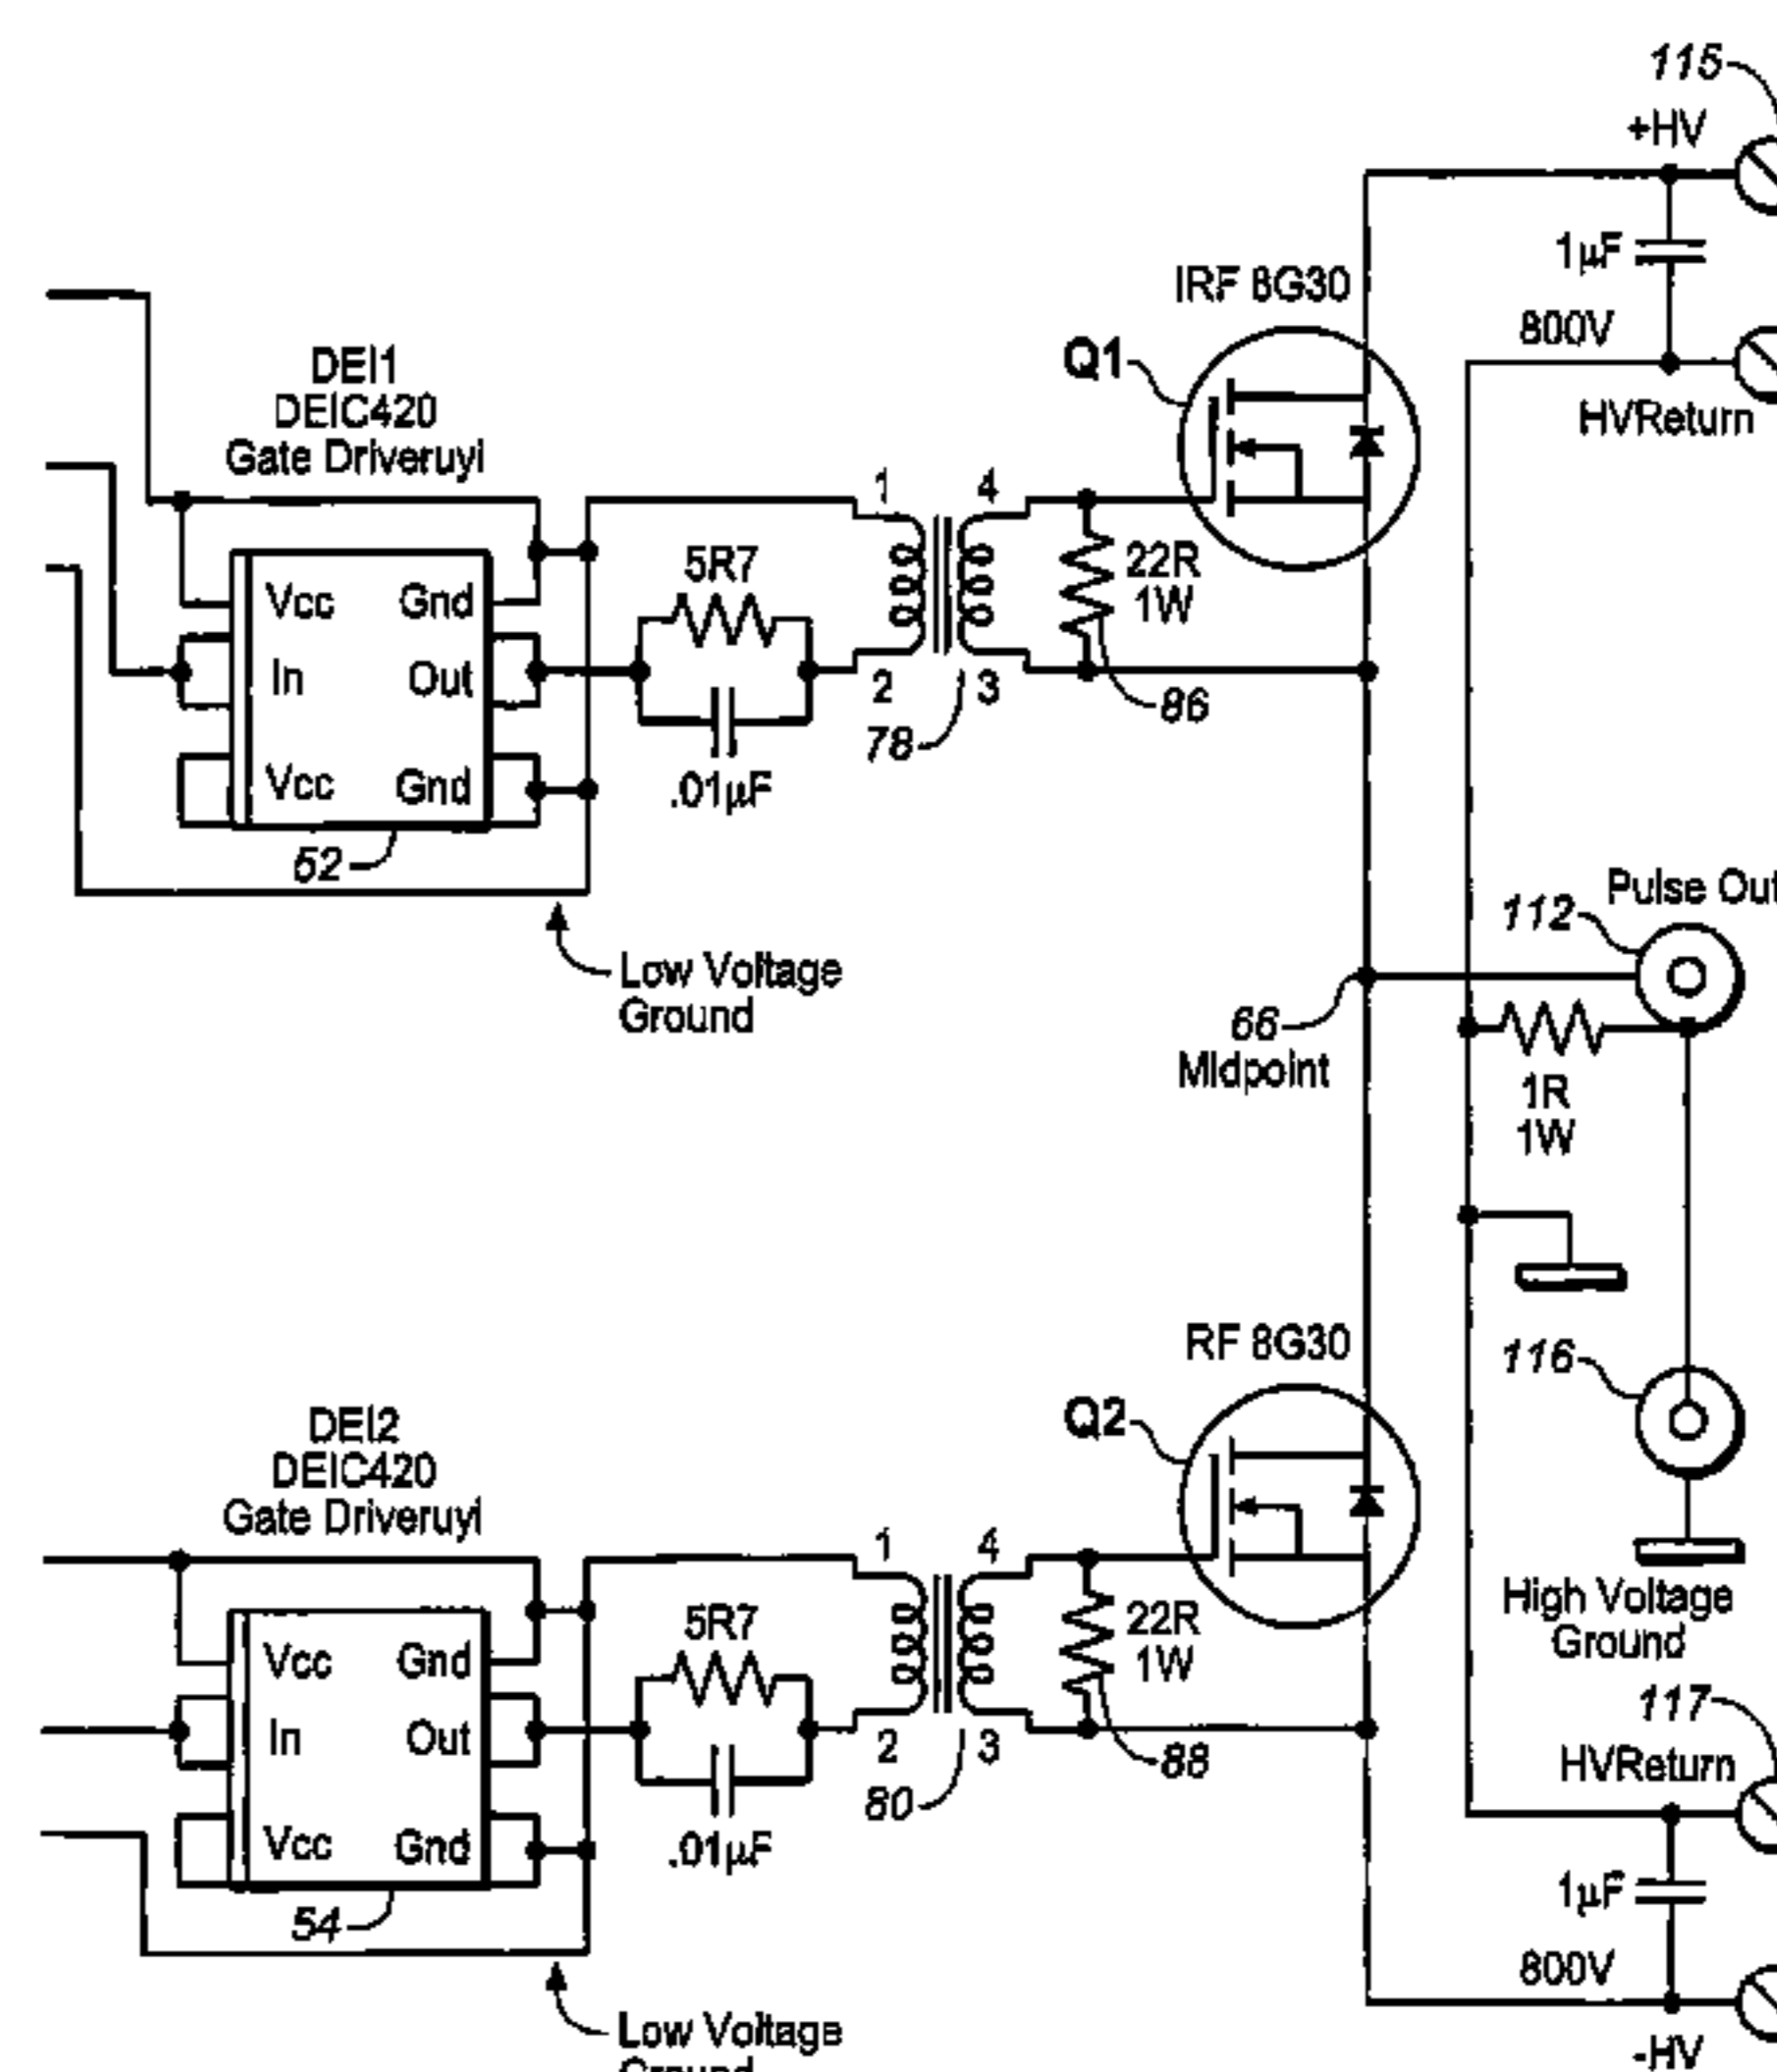 115
+HV
1µF
IRF 8G30
800V
Q1
HVReturn
DEI1
DEIC420
Gate Driveruyi
1
4
5R7
22R
1W
Vcc
Gnd
In
Out
2
3
86
78
Vcc
Gnd
.01µF
52
Pulse Out
112
Low Voltage
Ground
66
Midpoint
1R
1W
RF 8G30
116
Q2
DEI2
DEIC420
Gate Driveruyi
1
4
High Voltage
Ground
5R7
22R
1W
Vcc
Gnd
117
In
Out
2
3
88
HVReturn
80
Vcc
Gnd
.01µF
1µF
54
800V
Low Voltage
Ground
-HV